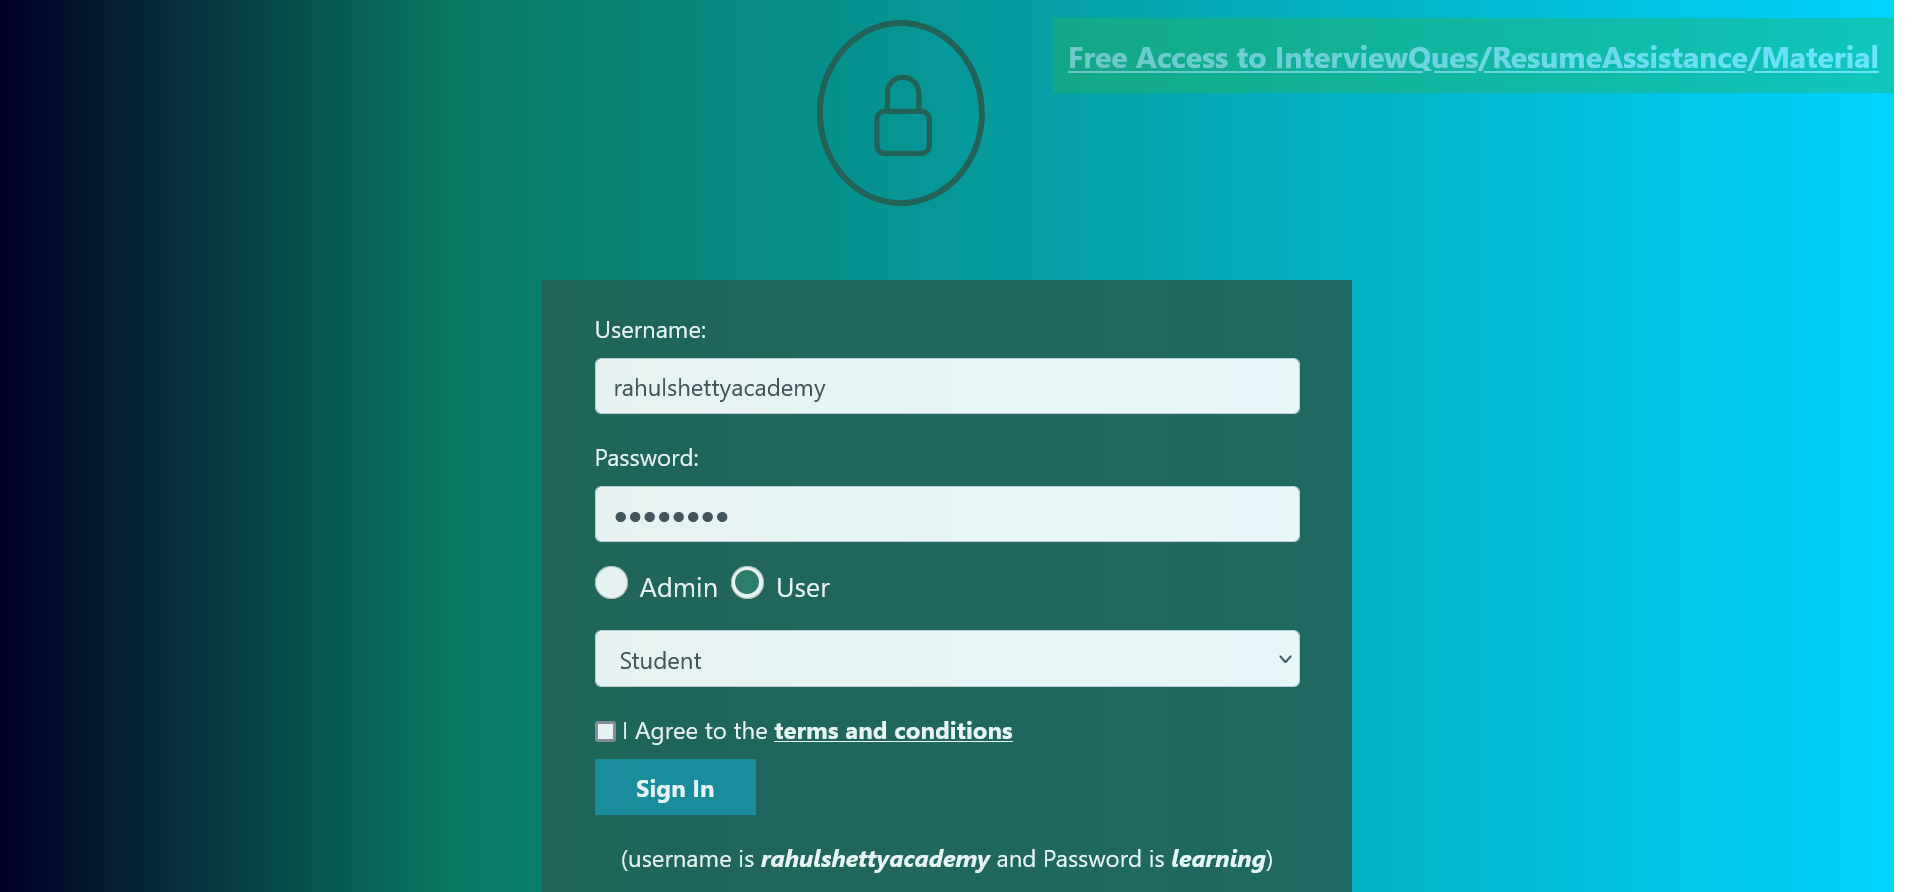 Free Access to InterviewQues/ResumeAssistance/Material
Username:
rahulshettyacademy
Password:
••••••••
Admin User
Student
I Agree to the terms and conditions
Sign In
(username is rahulshettyacademy and Password is learning)